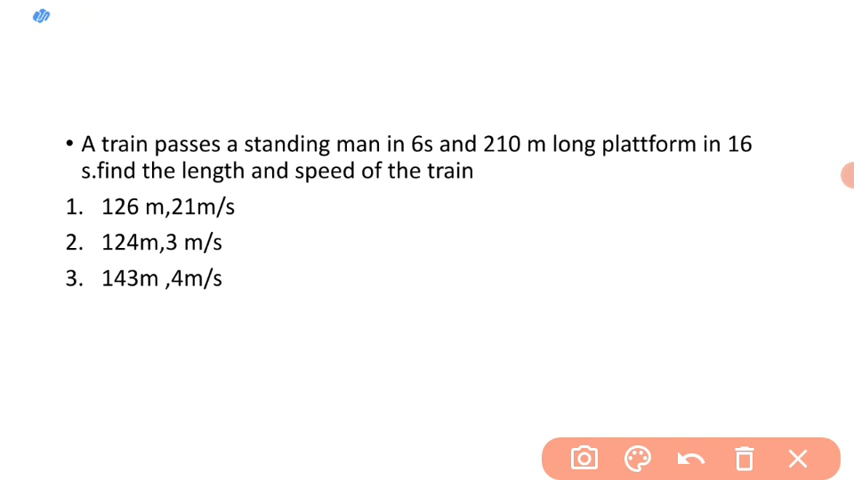 • A train passes a standing man in 6s and 210 m long plattform in 16
s.find the length and speed of the train
1. 126 m,21m/s
2. 124m,3 m/s
3. 143m ,4m/s